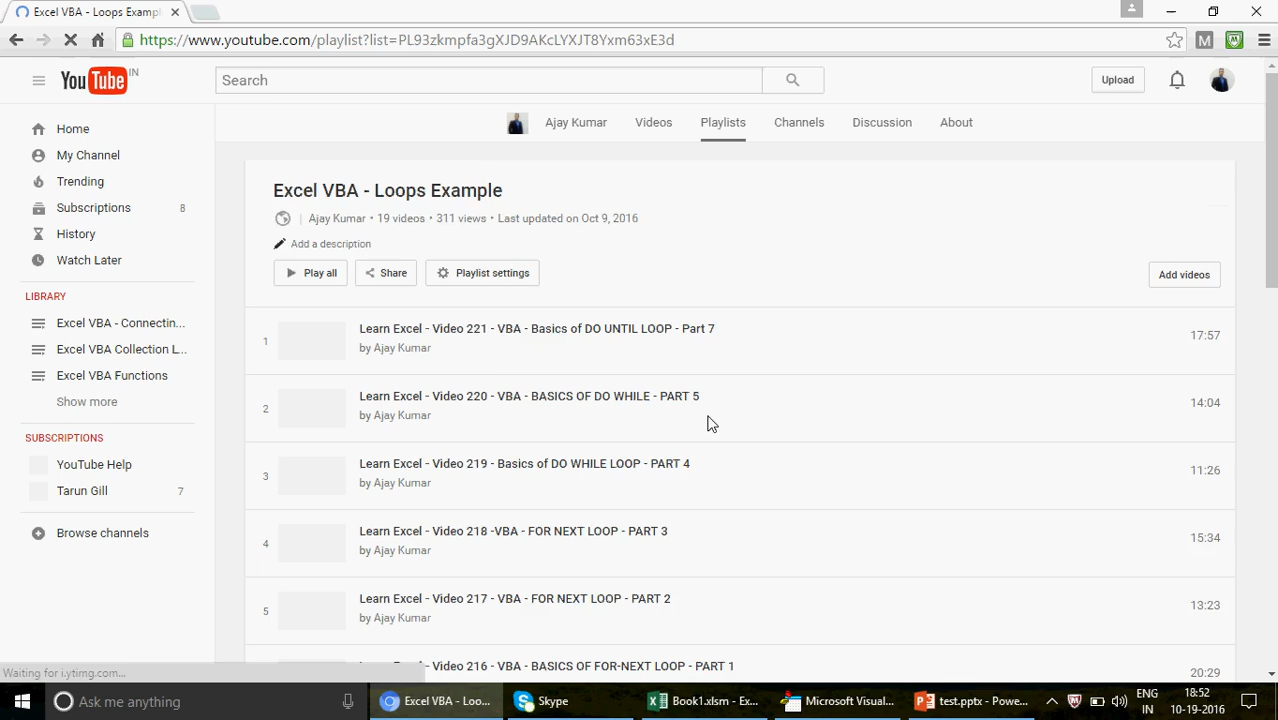 Excel VBA - Loops Examp
https://www.youtube.com/playlist?list=PL93zkmpfa3gXJD9AKcLYXJT8Yxm63xE3d
M
M
YouTube IN
Search
Upload
Home
My Channel
Trending
Subscriptions 8
History
Watch Later
LIBRARY
Excel VBA - Connectin...
Excel VBA Collection L...
Excel VBA Functions
Show more
SUBSCRIPTIONS
YouTube Help
Tarun Gill 7
Browse channels
Ajay Kumar Videos Playlists Channels Discussion About
Excel VBA - Loops Example
Ajay Kumar • 19 videos • 311 views • Last updated on Oct 9, 2016
Add a description
Play all Share Playlist settings Add videos
1 Learn Excel - Video 221 - VBA - Basics of DO UNTIL LOOP - Part 7 17:57
by Ajay Kumar
2 Learn Excel - Video 220 - VBA - BASICS OF DO WHILE - PART 5 14:04
by Ajay Kumar
3 Learn Excel - Video 219 - Basics of DO WHILE LOOP - PART 4 11:26
by Ajay Kumar
4 Learn Excel - Video 218 -VBA - FOR NEXT LOOP - PART 3 15:34
by Ajay Kumar
5 Learn Excel - Video 217 - VBA - FOR NEXT LOOP - PART 2 13:23
by Ajay Kumar
Learn Excel - Video 216 - VBA - BASICS OF FOR-NEXT LOOP - PART 1 20:29
Waiting for i.ytimg.com...
Ask me anything
Excel VBA - Loo...
Skype
Book1.xlsm - Ex...
Microsoft Visual...
test.pptx - Powe...
ENG 18:52
IN 10-19-2016